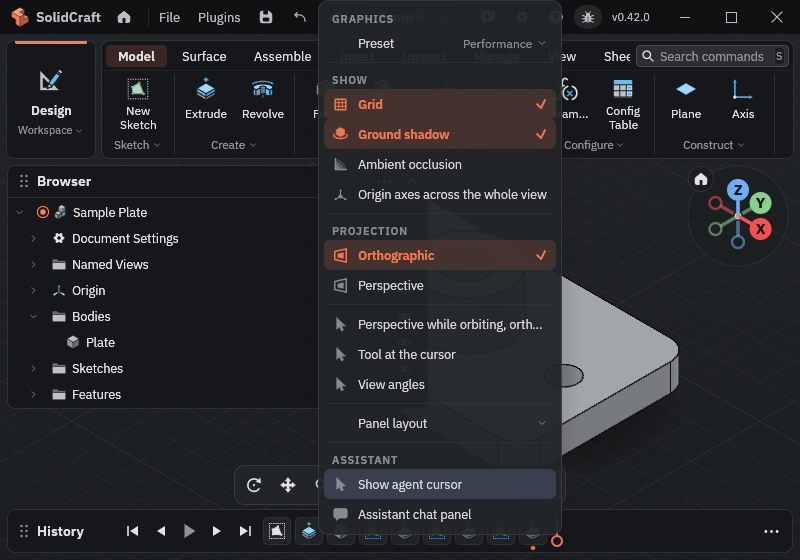 SolidCraft
File
Plugins
v0.42.0
Design
Workspace
Model
Surface
Assemble
View
Search commands
S
New Sketch
Extrude
Revolve
Config Table
Plane
Axis
Sketch
Create
Configure
Construct
Browser
Sample Plate
Document Settings
Named Views
Origin
Bodies
Plate
Sketches
Features
GRAPHICS
Preset
Performance
SHOW
Grid
Ground shadow
Ambient occlusion
Origin axes across the whole view
PROJECTION
Orthographic
Perspective
Perspective while orbiting, orth...
Tool at the cursor
View angles
Panel layout
ASSISTANT
Show agent cursor
Assistant chat panel
Z
Y
X
History